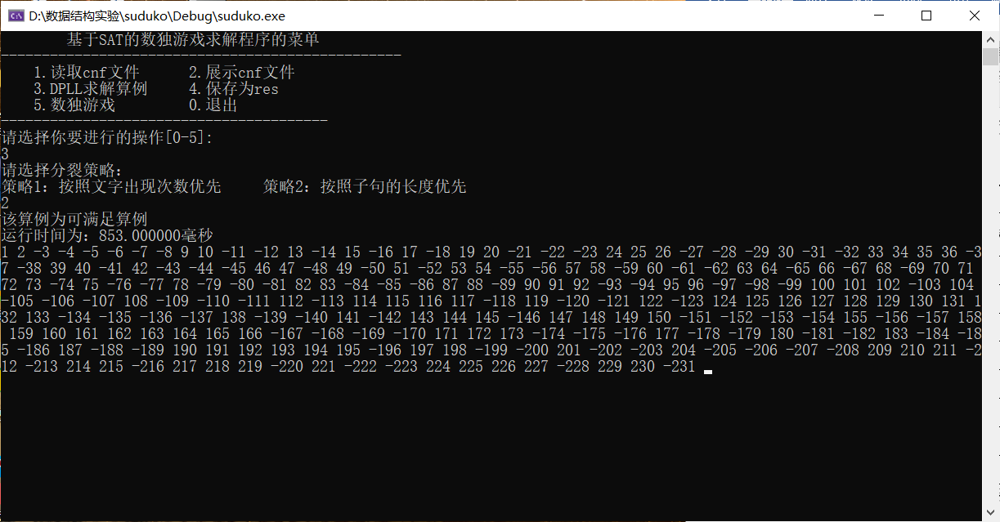 D:\数据结构实验\suduko\Debug\suduko.exe
基于SAT的数独游戏求解程序的菜单
-------------------------------------------------
1.读取cnf文件 2.展示cnf文件
3.DPLL求解算例 4.保存为res
5.数独游戏 0.退出
----------------------------------------
请选择你要进行的操作[0-5]:
3
请选择分裂策略:
策略1: 按照文字出现次数优先 策略2: 按照子句的长度优先
2
该算例为可满足算例
运行时间为: 853.000000毫秒
1 2 -3 -4 -5 -6 -7 -8 9 10 -11 -12 13 -14 15 -16 17 -18 19 20 -21 -22 -23 24 25 26 -27 -28 -29 30 -31 -32 33 34 35 36 -3
7 -38 39 40 -41 42 -43 -44 -45 46 47 -48 49 -50 51 -52 53 54 -55 -56 57 58 -59 60 -61 -62 63 64 -65 66 -67 68 -69 70 71
72 73 -74 75 -76 -77 78 -79 -80 -81 82 83 -84 -85 -86 87 88 -89 90 91 92 -93 -94 95 96 -97 -98 -99 100 101 102 -103 104
-105 -106 -107 108 -109 -110 -111 112 -113 114 115 116 117 -118 119 -120 -121 122 -123 124 125 126 127 128 129 130 131 1
32 133 -134 -135 -136 -137 138 -139 -140 141 -142 143 144 145 -146 147 148 149 150 -151 -152 -153 -154 155 -156 -157 158
159 160 161 162 163 164 165 166 -167 -168 -169 -170 171 172 173 -174 -175 -176 177 -178 -179 180 -181 -182 183 -184 -18
5 -186 187 -188 -189 190 191 192 193 194 195 -196 197 198 -199 -200 201 -202 -203 204 -205 -206 -207 -208 209 210 211 -2
12 -213 214 215 -216 217 218 219 -220 221 -222 -223 224 225 226 227 -228 229 230 -231